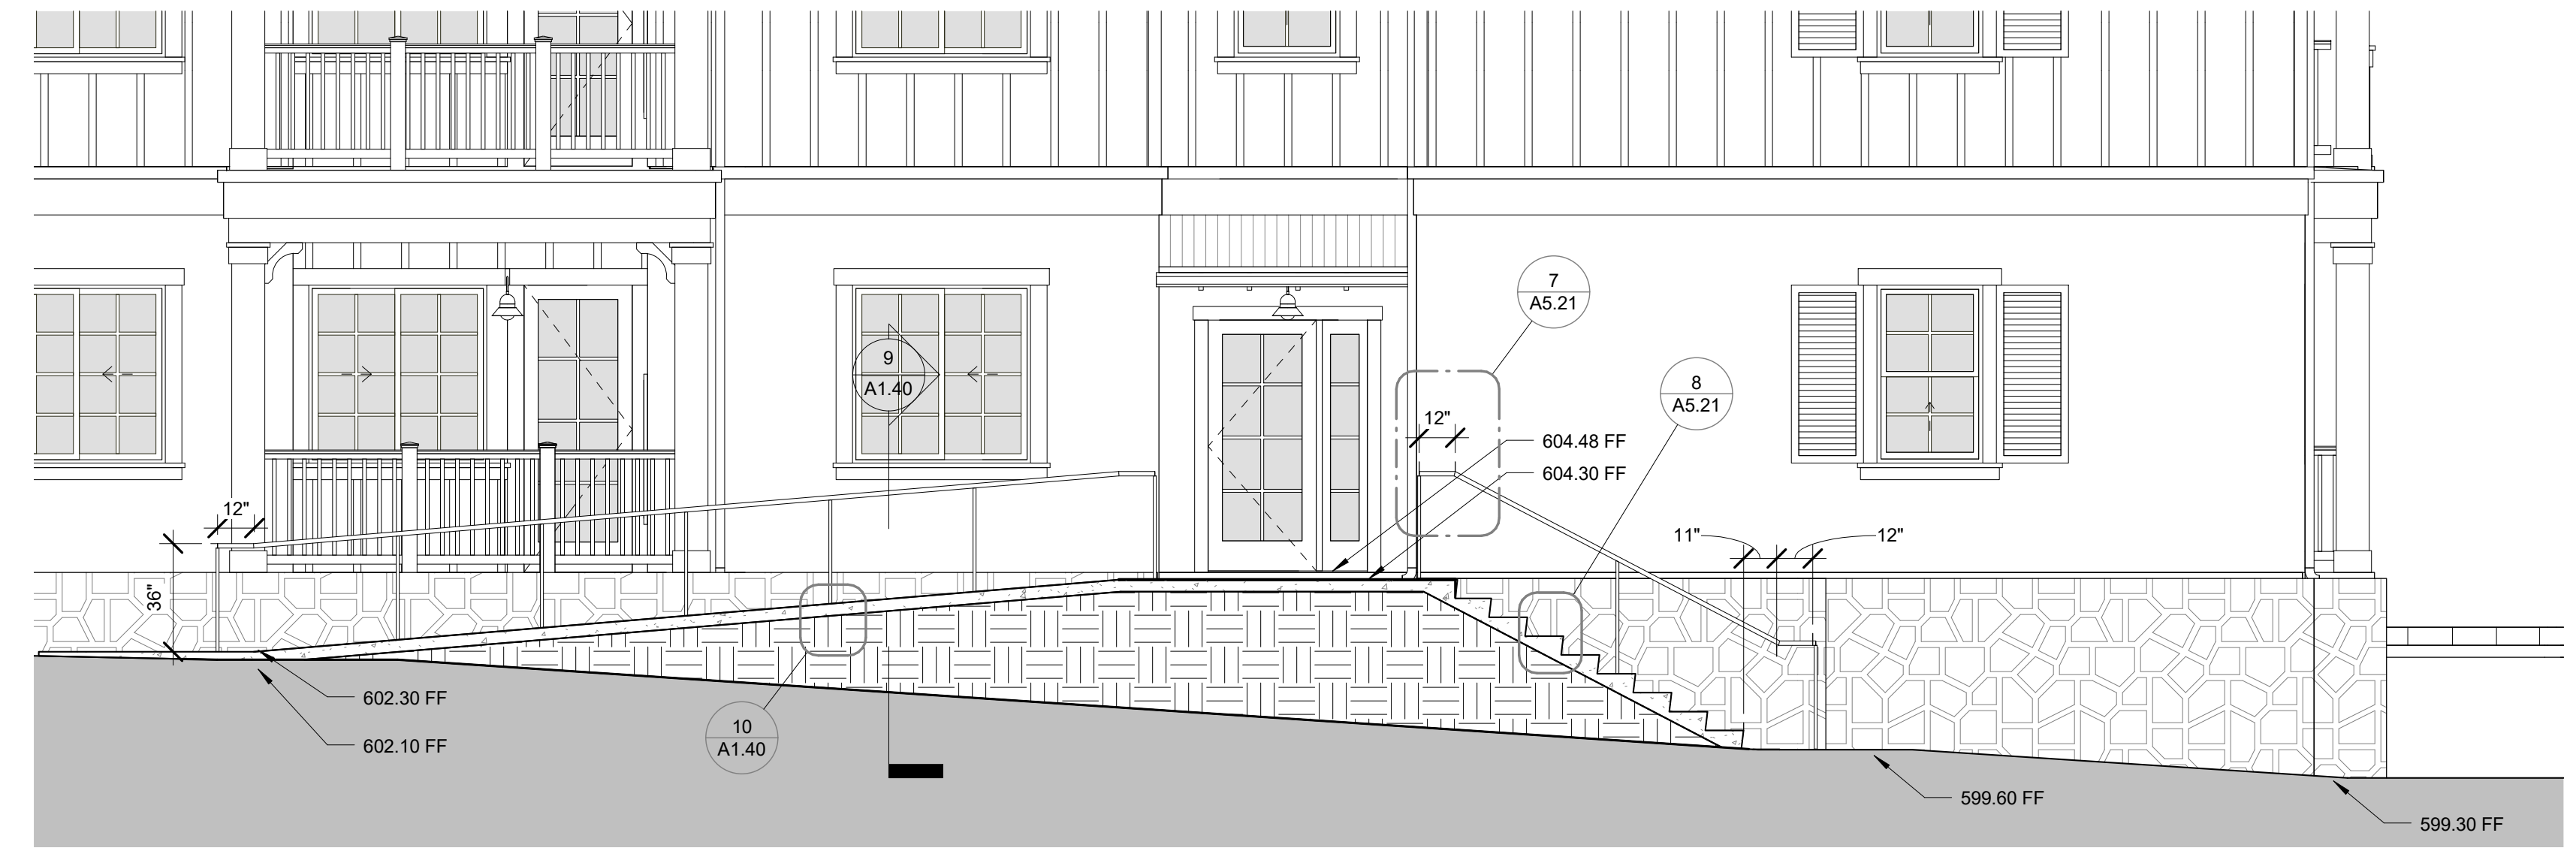 7
A5.21
9
A1.40
8
A5.21
12"
604.48 FF
604.30 FF
12"
11"
12"
36"
602.30 FF
602.10 FF
10
A1.40
599.60 FF
599.30 FF